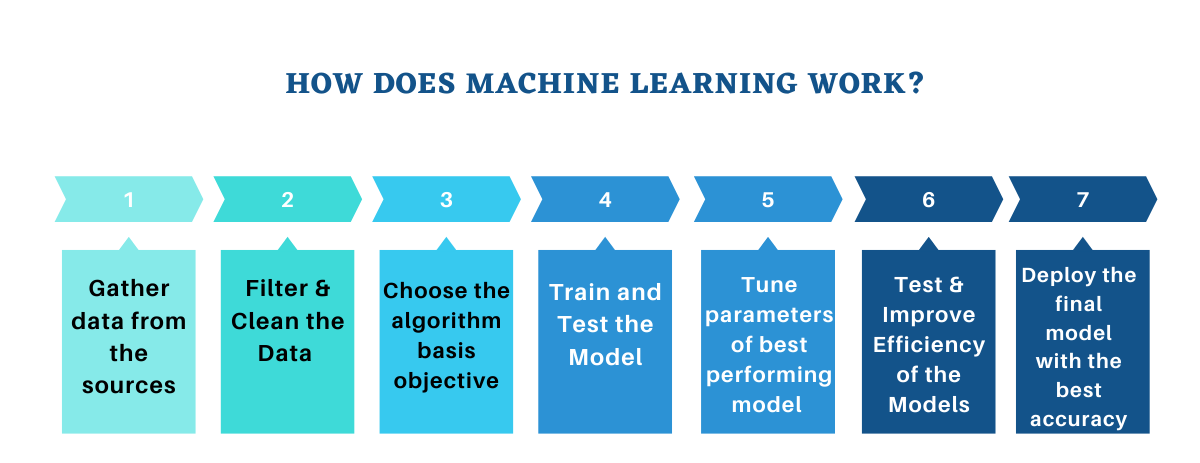 HOW DOES MACHINE LEARNING WORK?
1
2
3
4
5
6
7
Gather
data from
the
sources
Filter &
Clean the
Data
Choose the
algorithm
basis
objective
Train and
Test the
Model
Tune
parameters
of best
performing
model
Test &
Improve
Efficiency
of the
Models
Deploy the
final
model
with the
best
accuracy